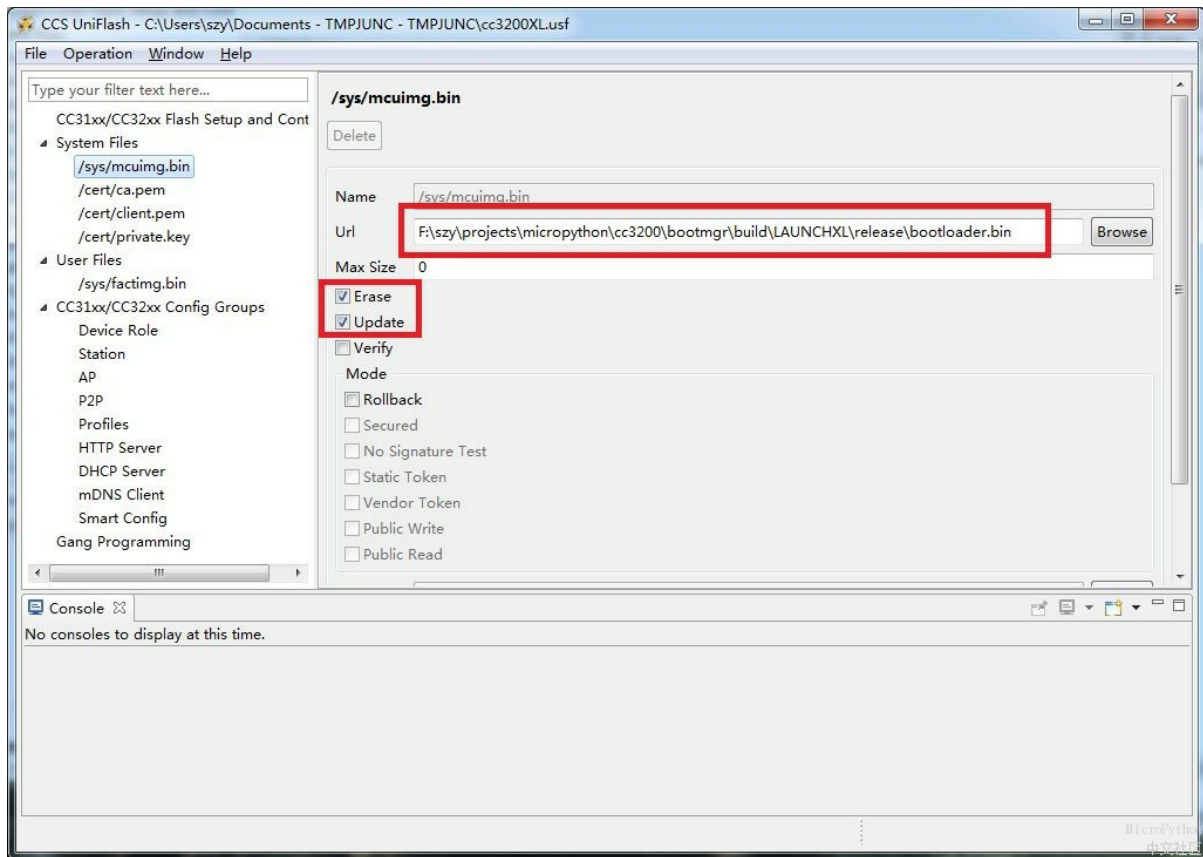 CCS UniFlash - C:\Users\szy\Documents - TMPJUNC - TMPJUNC\cc3200XL.usf
File Operation Window Help
Type your filter text here...
CC31xx/CC32xx Flash Setup and Cont
System Files
/sys/mcuimg.bin
/cert/ca.pem
/cert/client.pem
/cert/private.key
User Files
/sys/factimg.bin
CC31xx/CC32xx Config Groups
Device Role
Station
AP
P2P
Profiles
HTTP Server
DHCP Server
mDNS Client
Smart Config
Gang Programming
/sys/mcuimg.bin
Delete
Name /sys/mcuimg.bin
Url F:\szy\projects\micropython\cc3200\bootmgr\build\LAUNCHXL\release\bootloader.bin Browse
Max Size 0
Erase
Update
Verify
Mode
Rollback
Secured
No Signature Test
Static Token
Vendor Token
Public Write
Public Read
Console
No consoles to display at this time.
MicroPytho
中文社区